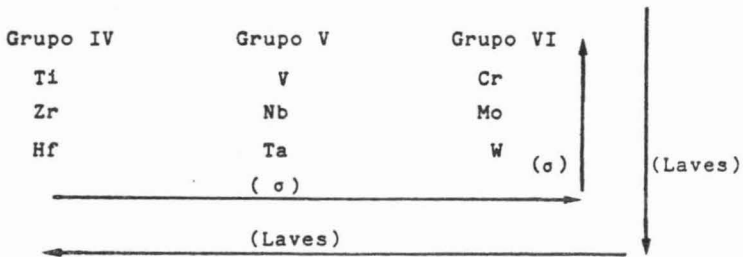 Grupo IV Grupo V Grupo VI
Ti V Cr
Zr Nb Mo
Hf Ta W
(σ) (Laves)
( σ)
(Laves)